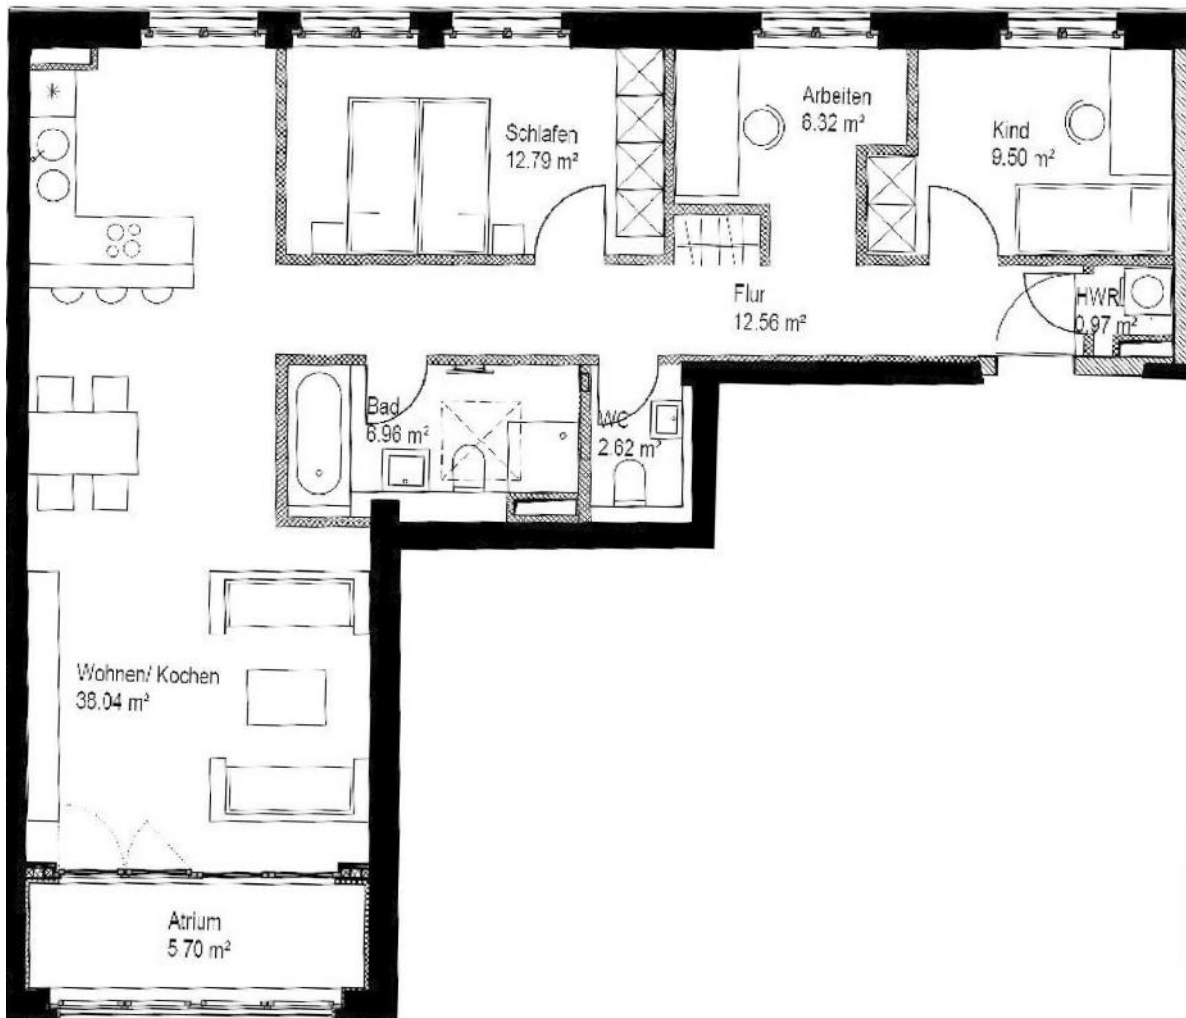 Schlafen
12.79 m²
Arbeiten
6.32 m²
Kind
9.50 m²
Flur
12.56 m²
HWR
0.97 m²
Bad
6.96 m²
WC
2.62 m²
Wohnen/ Kochen
38.04 m²
Atrium
5.70 m²